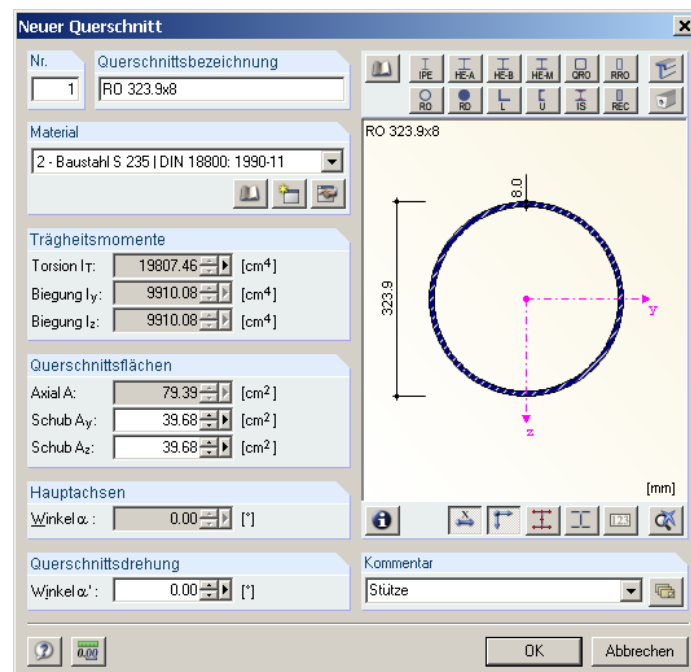 Neuer Querschnitt
Nr.
1
Querschnittsbezeichnung
RO 323.9x8
Material
2 - Baustahl S 235 | DIN 18800: 1990-11
Trägheitsmomente
Torsion IT: 19807.46 [cm4]
Biegung Iy: 9910.08 [cm4]
Biegung Iz: 9910.08 [cm4]
Querschnittsflächen
Axial A: 79.39 [cm2]
Schub Ay: 39.68 [cm2]
Schub Az: 39.68 [cm2]
Hauptachsen
Winkel α : 0.00 [°]
Querschnittsdrehung
Winkel α' : 0.00 [°]
IPE HE-A HE-B HE-M QRO RRO
RO RD L U IS REC
RO 323.9x8
8.0
323.9
y
z
[mm]
x
123
Kommentar
Stütze
0.00
OK
Abbrechen